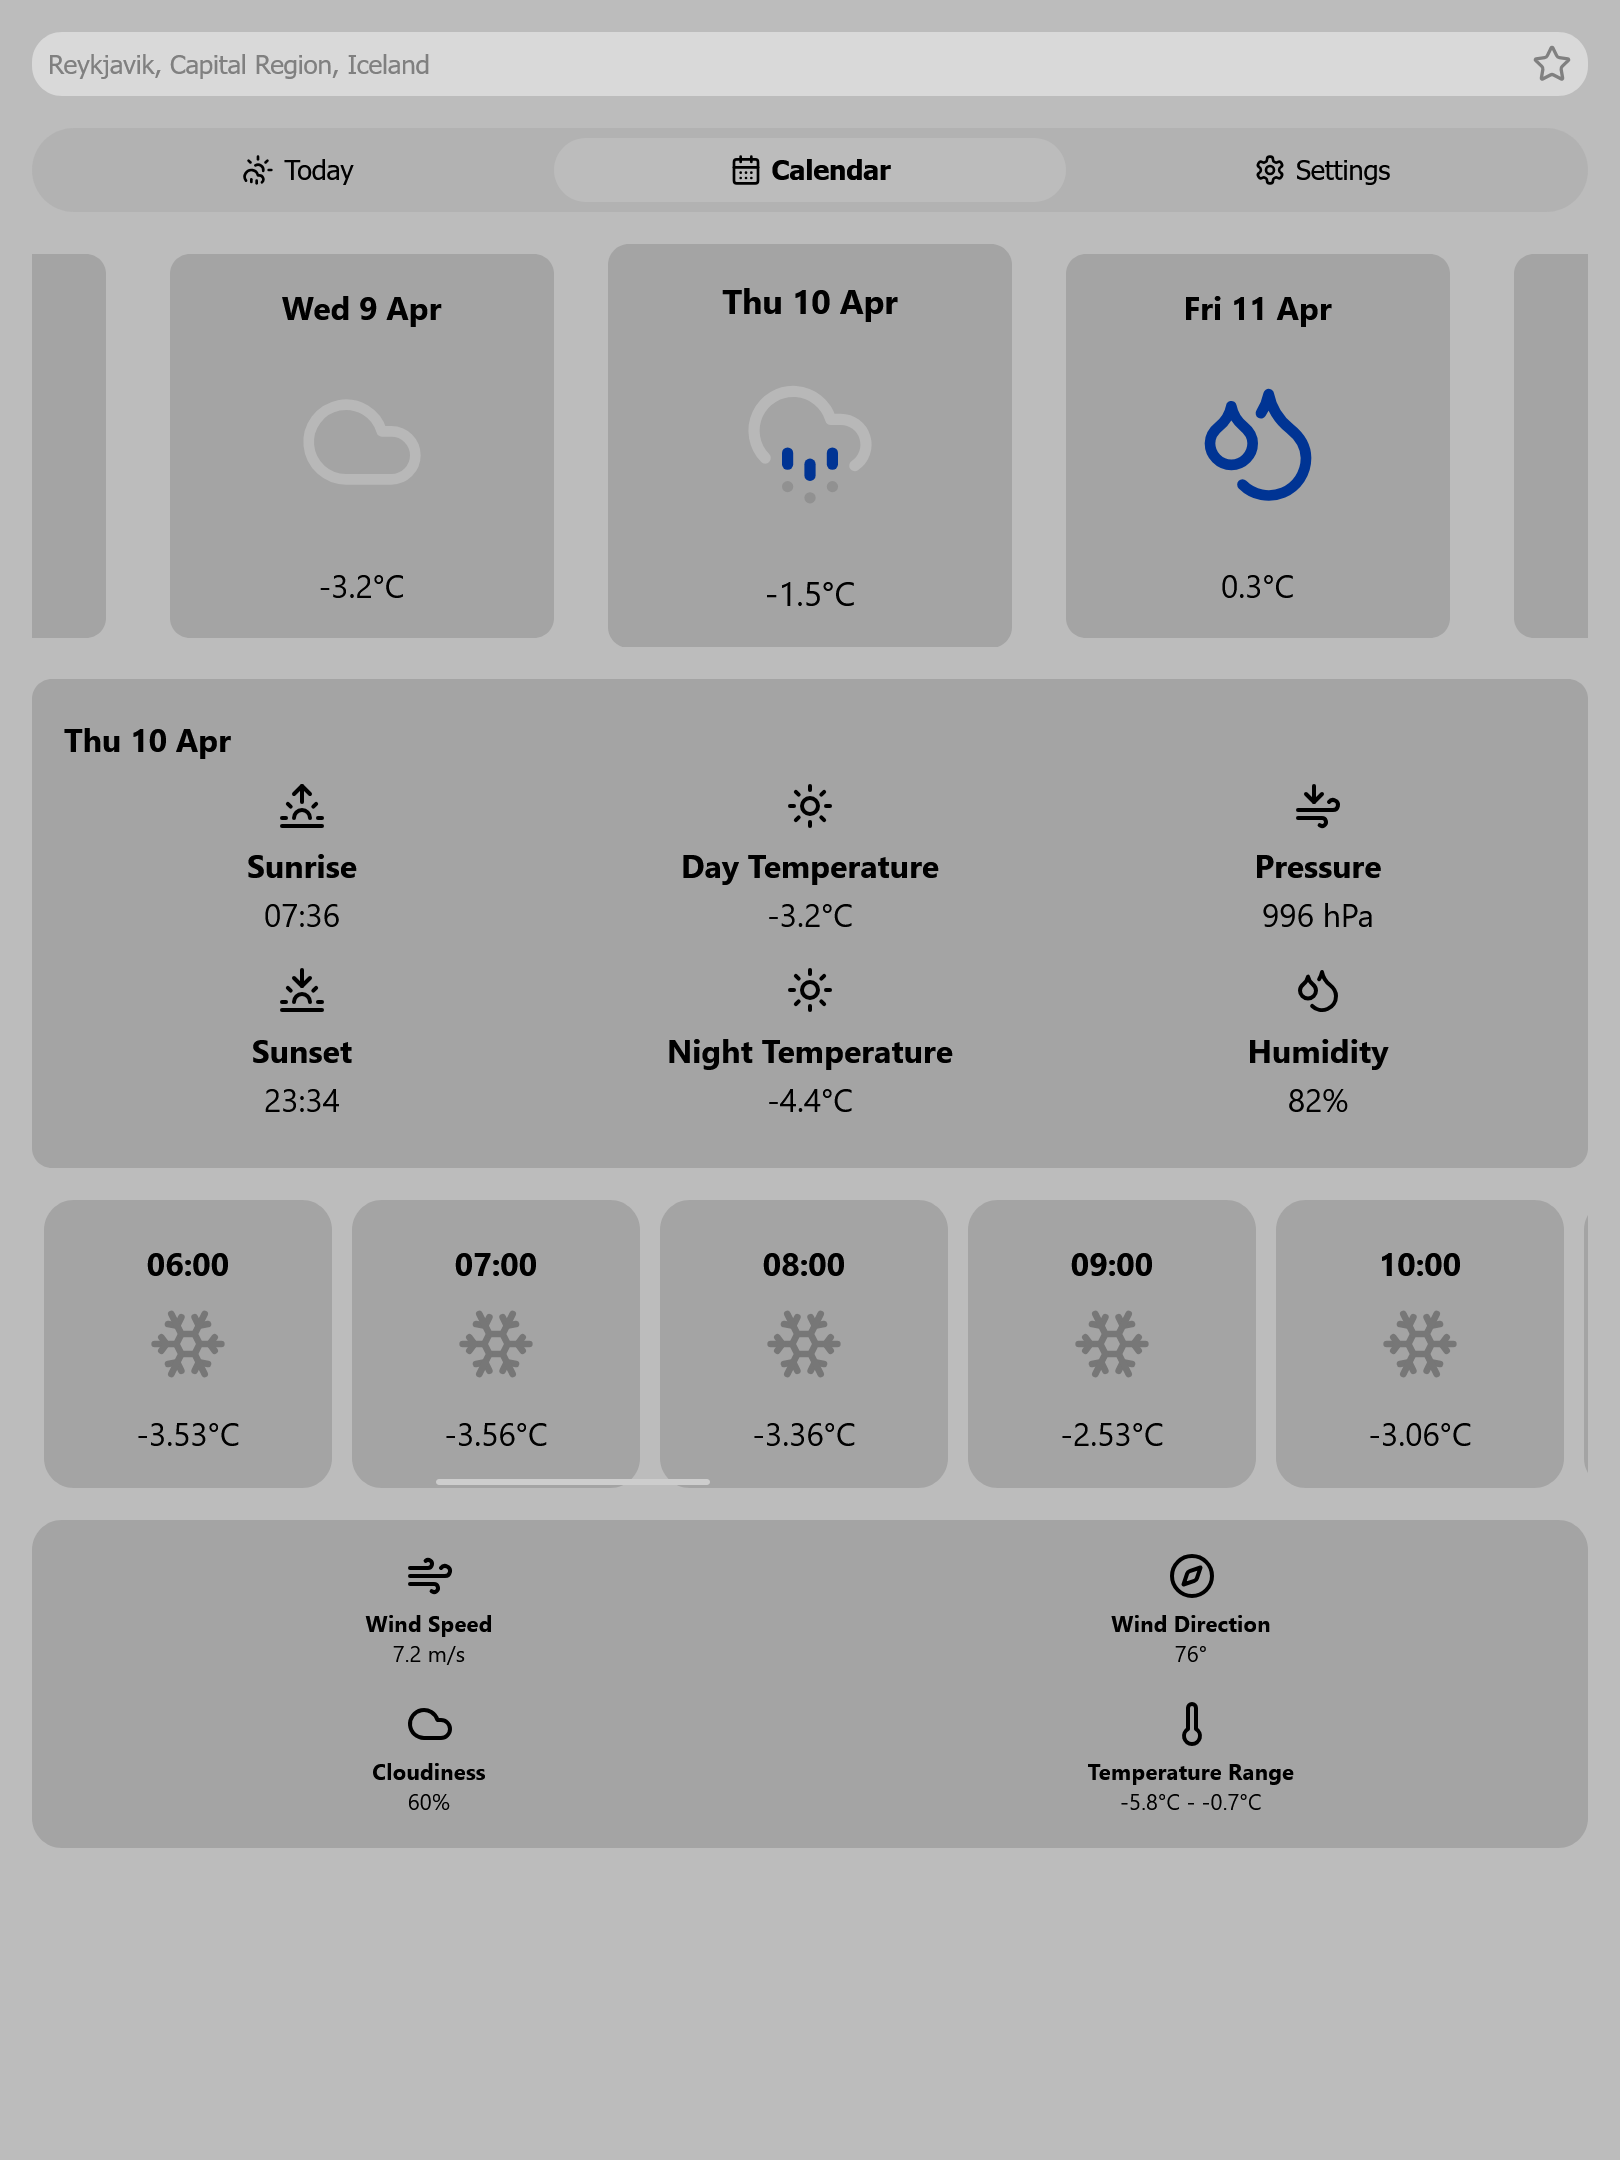 Reykjavik, Capital Region, Iceland
Today
Calendar
Settings
Wed 9 Apr
-3.2°C
Thu 10 Apr
-1.5°C
Fri 11 Apr
0.3°C
Thu 10 Apr
Sunrise
07:36
Day Temperature
-3.2°C
Pressure
996 hPa
Sunset
23:34
Night Temperature
-4.4°C
Humidity
82%
06:00
-3.53°C
07:00
-3.56°C
08:00
-3.36°C
09:00
-2.53°C
10:00
-3.06°C
Wind Speed
7.2 m/s
Wind Direction
76°
Cloudiness
60%
Temperature Range
-5.8°C - -0.7°C